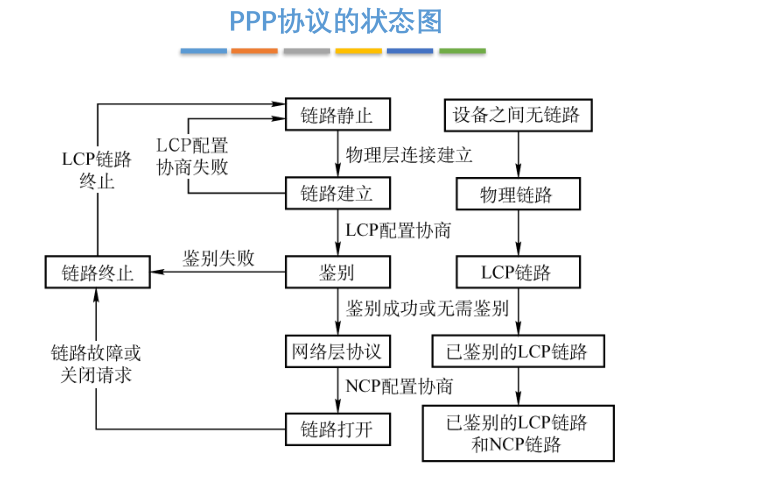 PPP协议的状态图
链路静止
设备之间无链路
LCP配置
协商失败
物理层连接建立
LCP链路
终止
链路建立
物理链路
LCP配置协商
鉴别失败
链路终止
鉴别
LCP链路
鉴别成功或无需鉴别
链路故障或
关闭请求
网络层协议
已鉴别的LCP链路
NCP配置协商
链路打开
已鉴别的LCP链路
和NCP链路